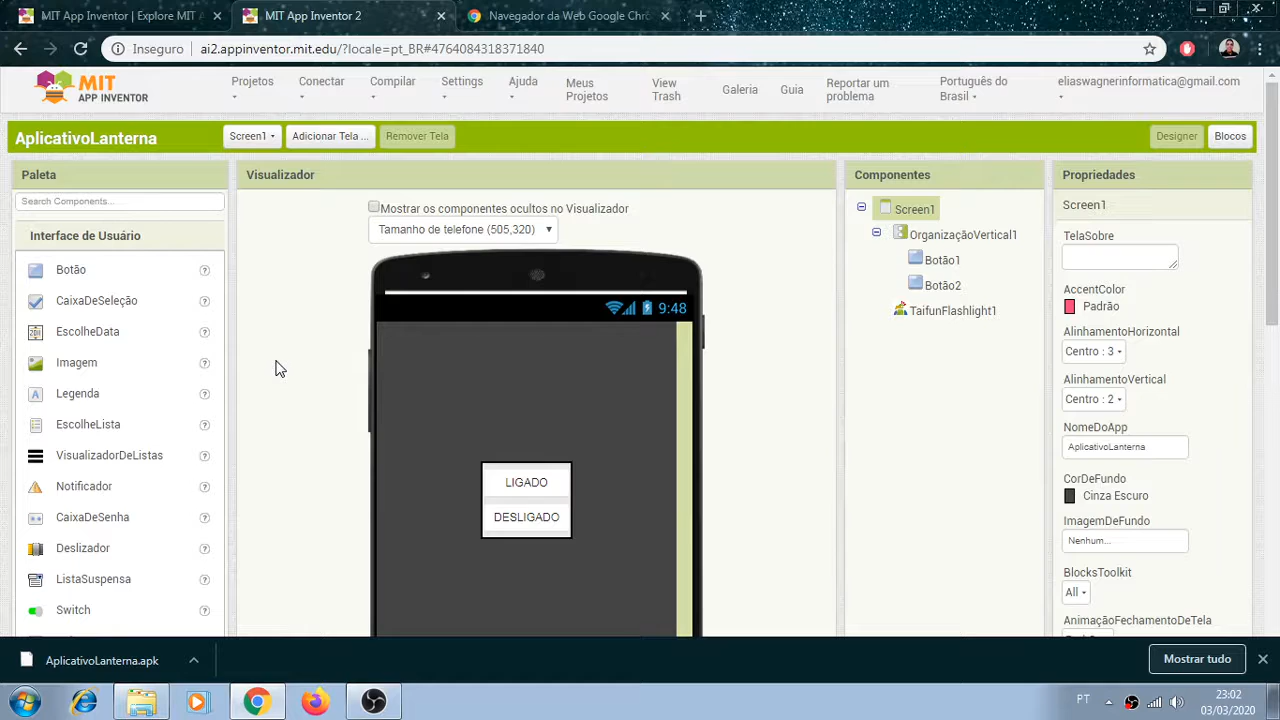 MIT App Inventor | Explore MIT
MIT App Inventor 2
Navegador da Web Google Chro
Inseguro
ai2.appinventor.mit.edu/?locale=pt_BR#4764084318371840
MIT
APP INVENTOR
Projetos
Conectar
Compilar
Settings
Ajuda
Meus
Projetos
View
Trash
Galeria
Guia
Reportar um
problema
Português do
Brasil
eliaswagnerinformatica@gmail.com
AplicativoLanterna
Screen1
Adicionar Tela ...
Remover Tela
Designer
Blocos
Paleta
Search Components...
Interface de Usuário
Botão
CaixaDeSeleção
EscolheData
Imagem
Legenda
EscolheLista
VisualizadorDeListas
Notificador
CaixaDeSenha
Deslizador
ListaSuspensa
Switch
Visualizador
Mostrar os componentes ocultos no Visualizador
Tamanho de telefone (505,320)
9:48
LIGADO
DESLIGADO
Componentes
Screen1
OrganizaçãoVertical1
Botão1
Botão2
TaifunFlashlight1
Propriedades
Screen1
TelaSobre
AccentColor
Padrão
AlinhamentoHorizontal
Centro : 3
AlinhamentoVertical
Centro : 2
NomeDoApp
AplicativoLanterna
CorDeFundo
Cinza Escuro
ImagemDeFundo
Nenhum...
BlocksToolkit
All
AnimaçãoFechamentoDeTela
AplicativoLanterna.apk
Mostrar tudo
PT
23:02
03/03/2020